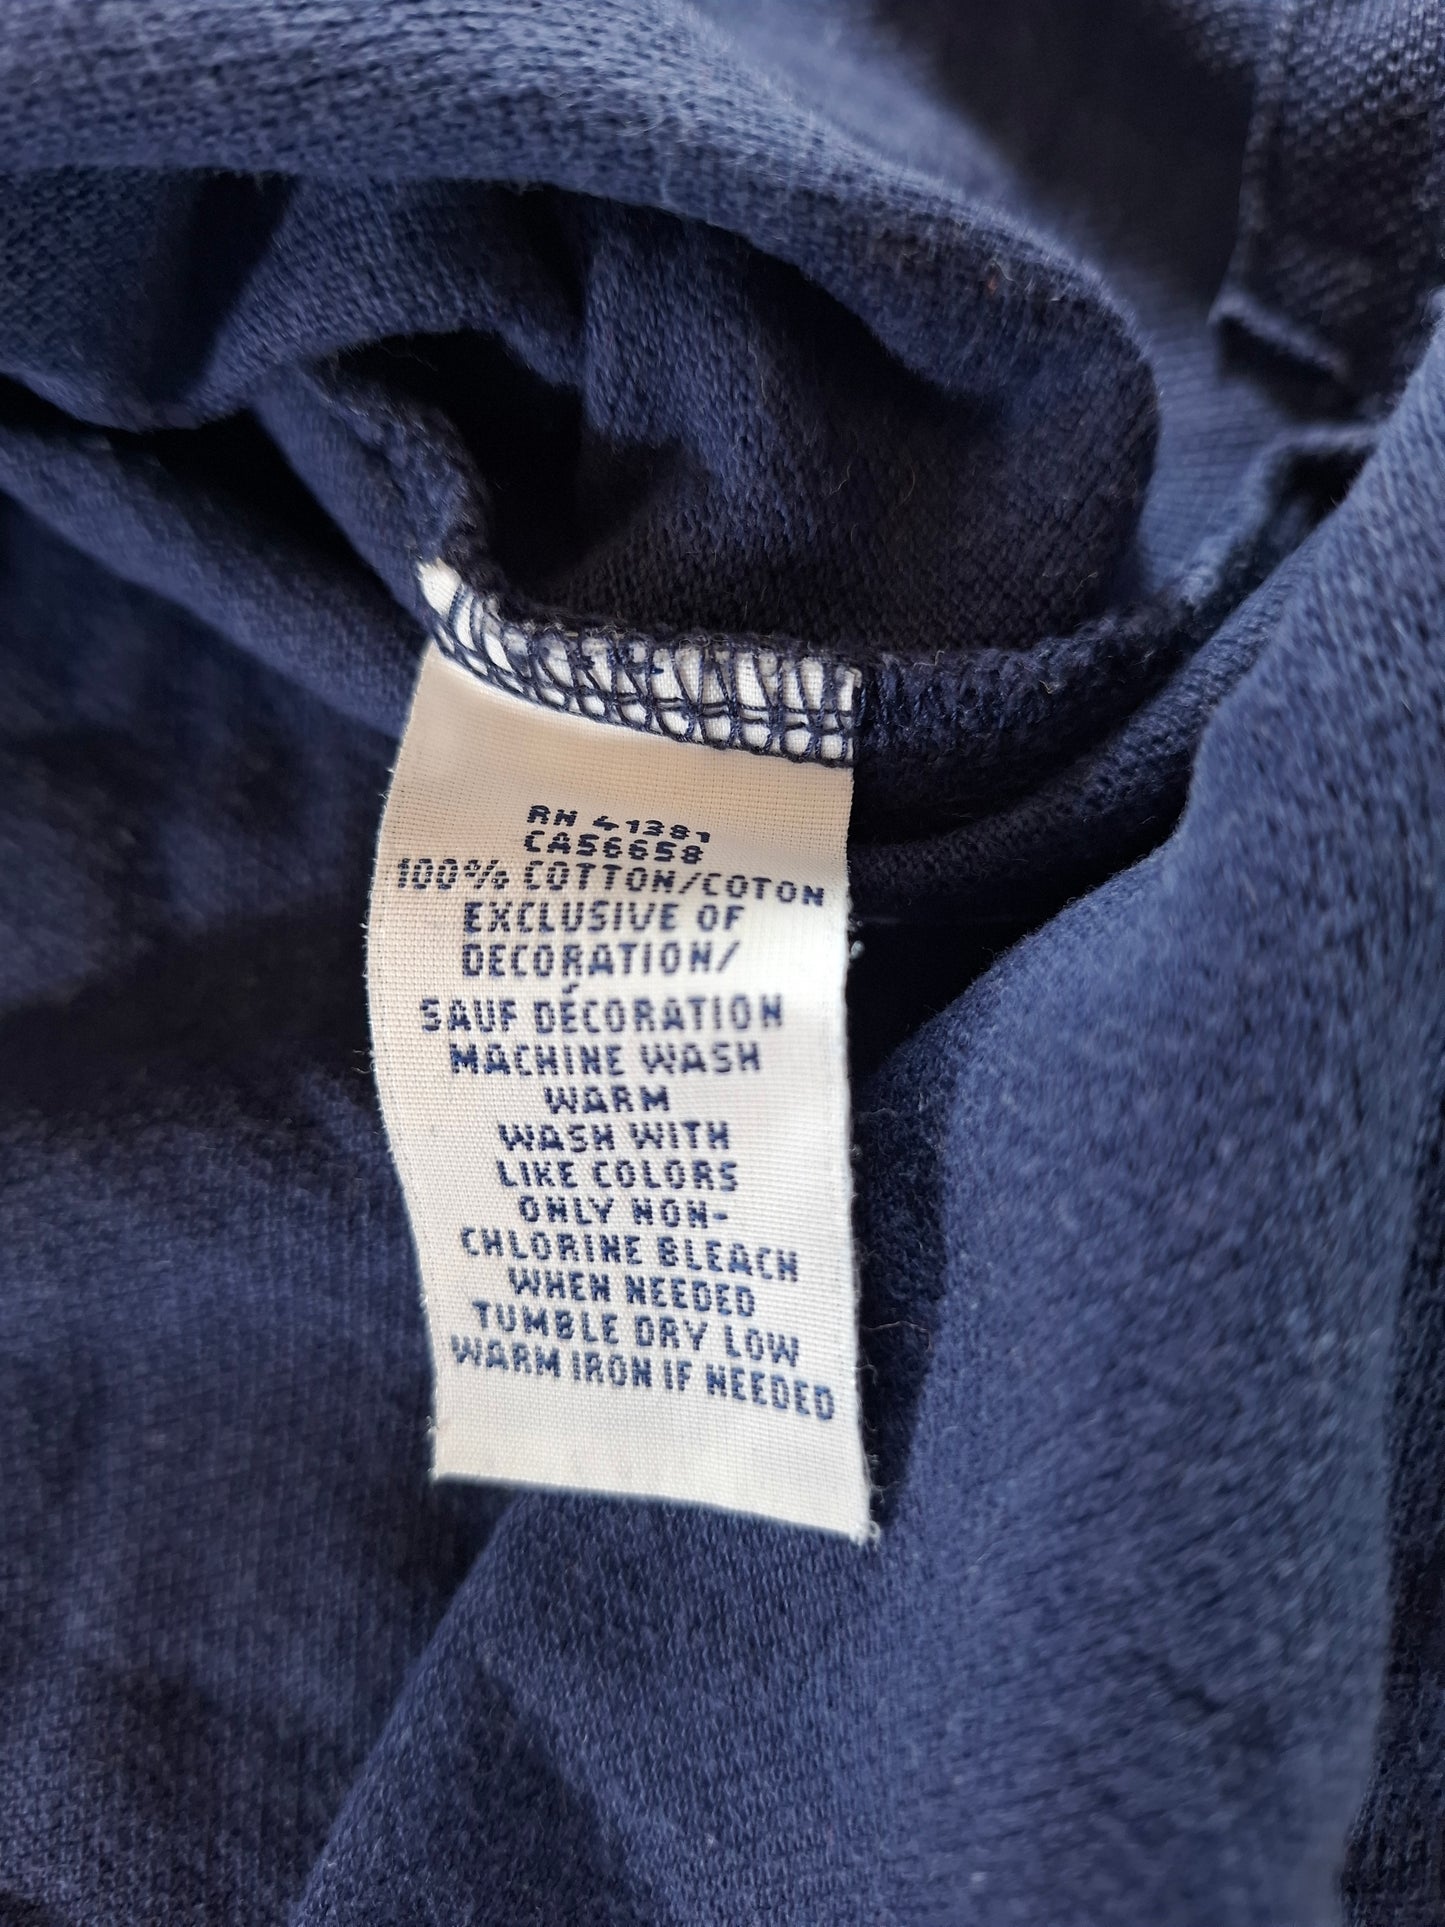 RN 41381
CA56658
100% COTTON/COTON
EXCLUSIVE OF
DECORATION/
SAUF DÉCORATION
MACHINE WASH
WARM
WASH WITH
LIKE COLORS
ONLY NON-
CHLORINE BLEACH
WHEN NEEDED
TUMBLE DRY LOW
WARM IRON IF NEEDED